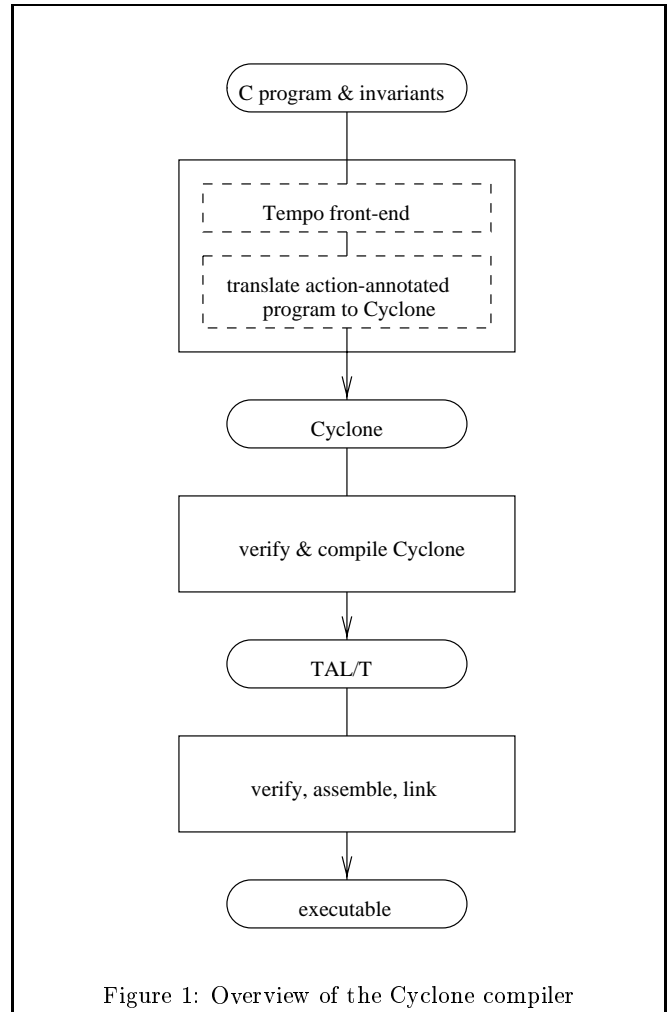 C program & invariants
Tempo front-end
translate action-annotated
program to Cyclone
Cyclone
verify & compile Cyclone
TAL/T
verify, assemble, link
executable
Figure 1: Overview of the Cyclone compiler